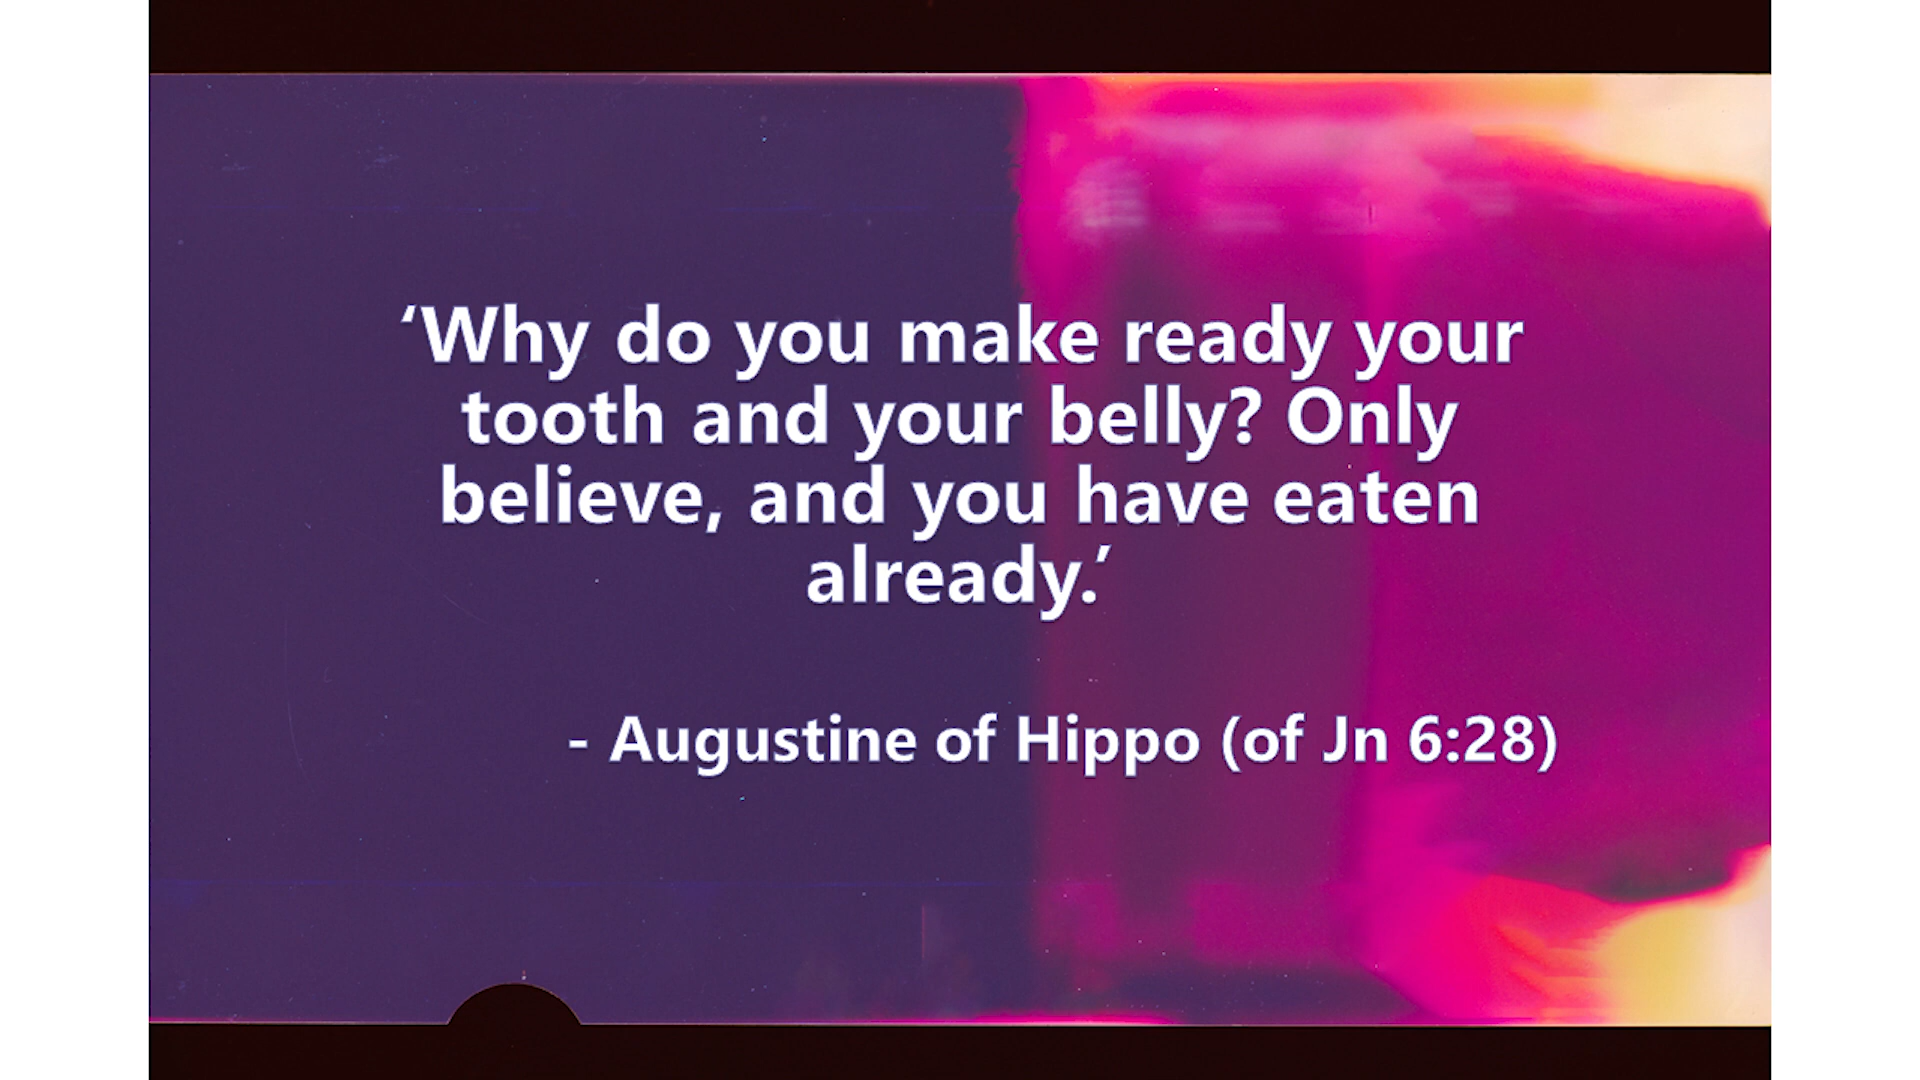 ‘Why do you make ready your
tooth and your belly? Only
believe, and you have eaten
already.’
- Augustine of Hippo (of Jn 6:28)